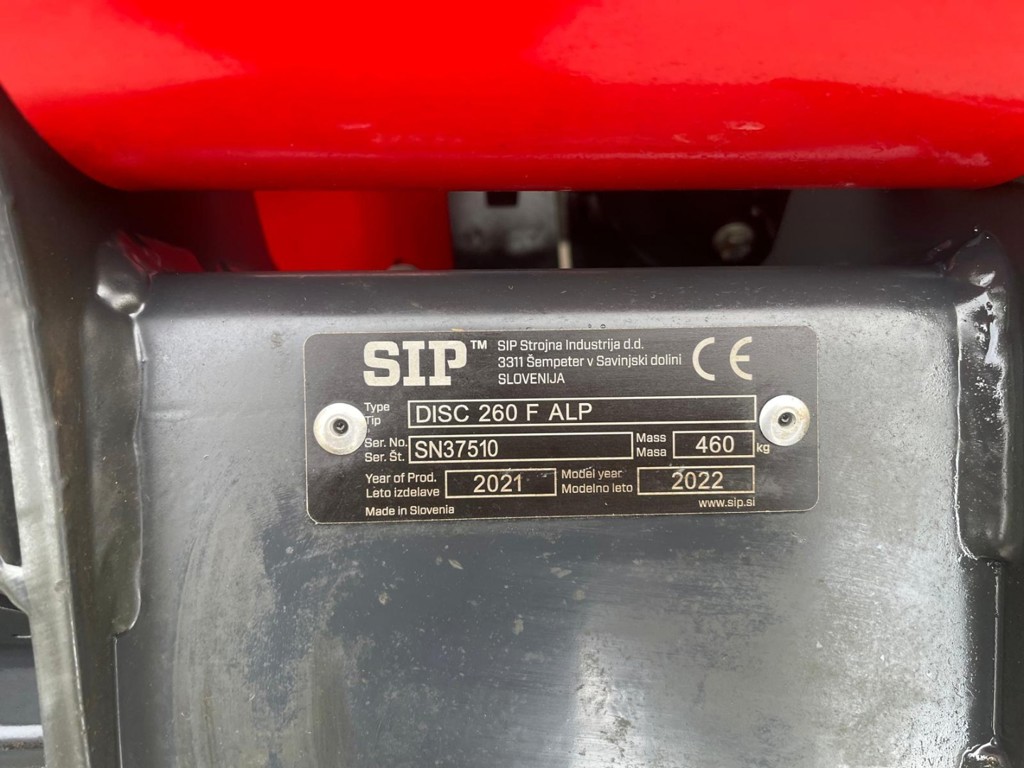 SIP™
SIP Strojna Industrija d.d.
3311 Šempeter v Savinjski dolini
SLOVENIJA
CE
Type
Tip
DISC 260 F ALP
Ser. No.
Ser. Št.
SN37510
Mass
Masa
460
kg
Year of Prod.
Leto izdelave
2021
Model year
Modelno leto
2022
Made in Slovenia
www.sip.si